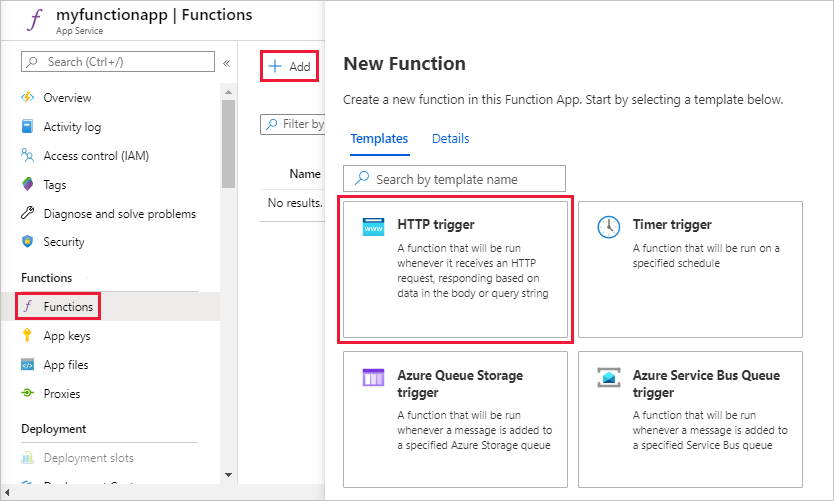 myfunctionapp | Functions
App Service
Search (Ctrl+/)
«
Overview
Activity log
Access control (IAM)
Tags
Diagnose and solve problems
Security
Functions
Functions
App keys
App files
Proxies
Deployment
Deployment slots
+ Add
Filter by
Name
No results.
New Function
Create a new function in this Function App. Start by selecting a template below.
Templates Details
Search by template name
www
HTTP trigger
A function that will be run
whenever it receives an HTTP
request, responding based on
data in the body or query string
Timer trigger
A function that will be run on a
specified schedule
Azure Queue Storage
trigger
A function that will be run
whenever a message is added to
a specified Azure Storage queue
Azure Service Bus Queue
trigger
A function that will be run
whenever a message is added to
a specified Service Bus queue